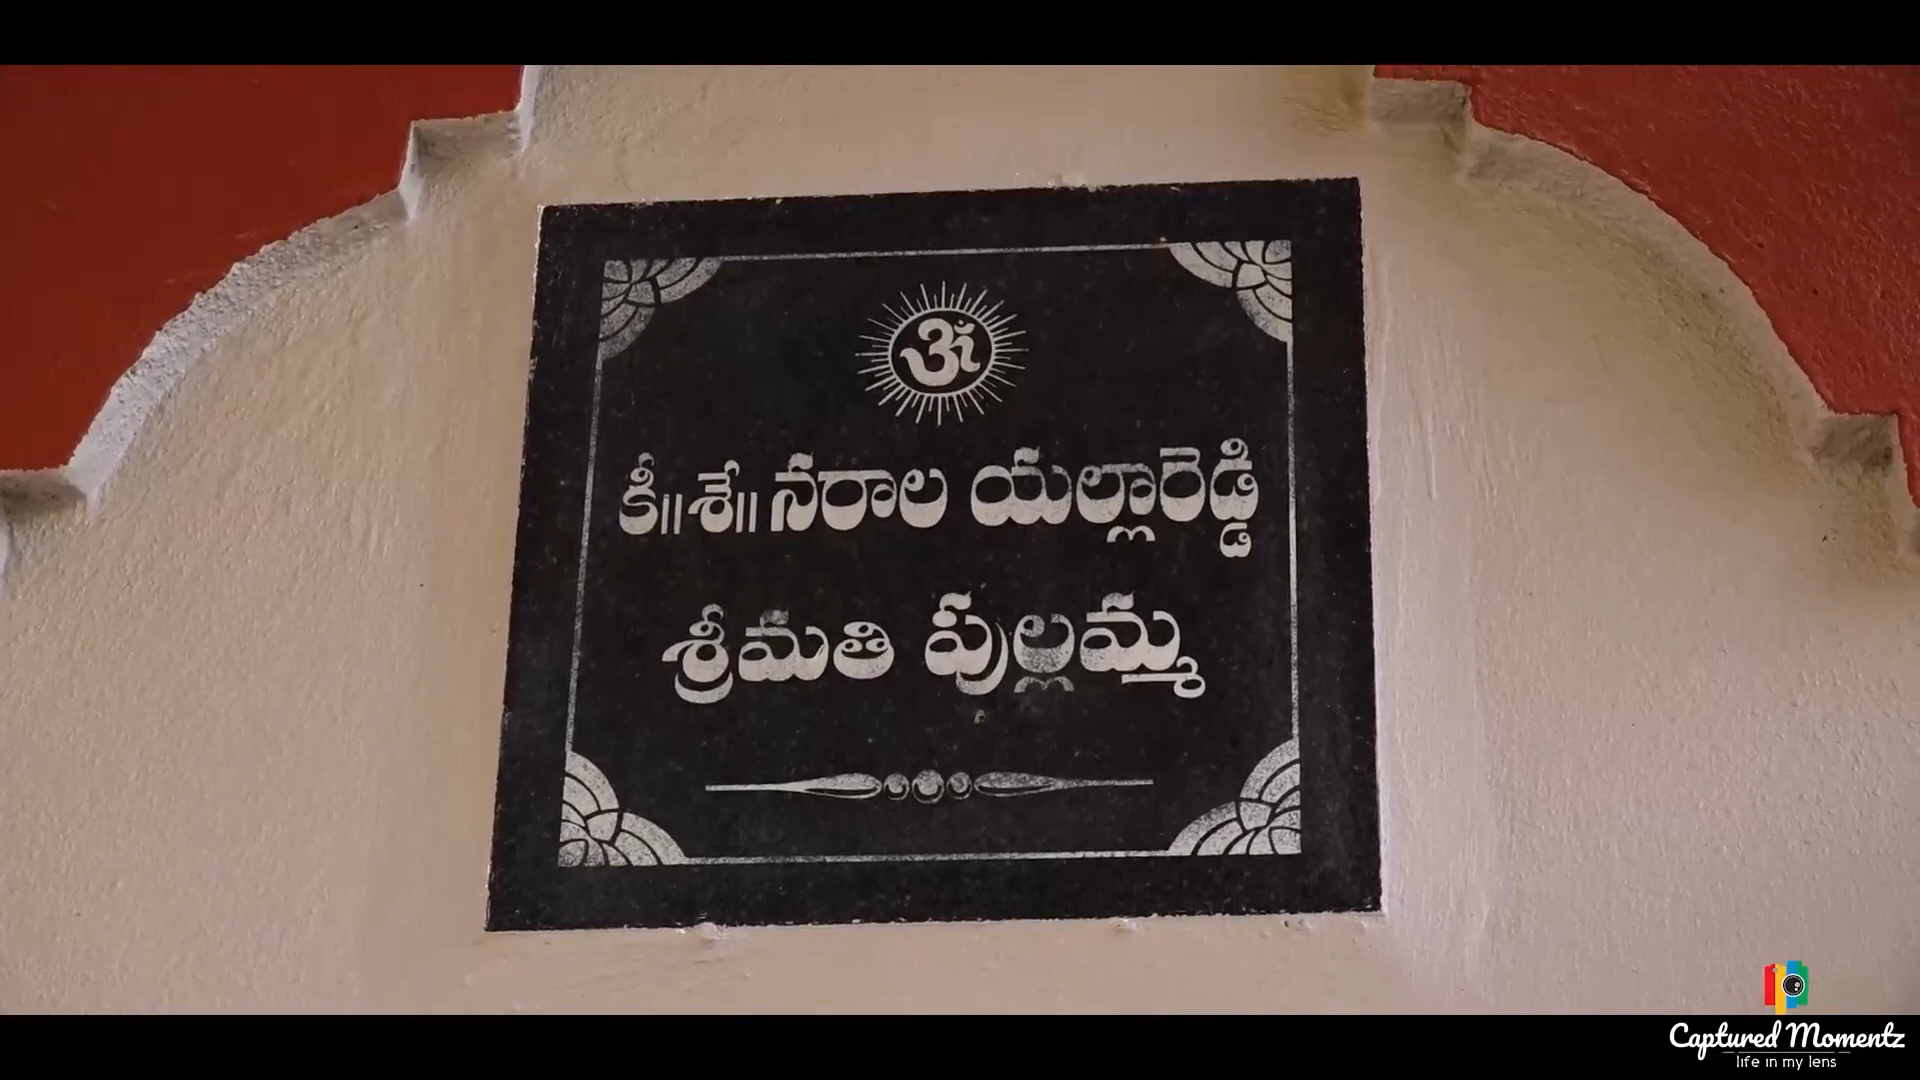 ॐ
కీ॥శే॥ నరాల యల్లారెడ్డి
శ్రీమతి పుల్లమ్మ
Captured Momentz
life in my lens